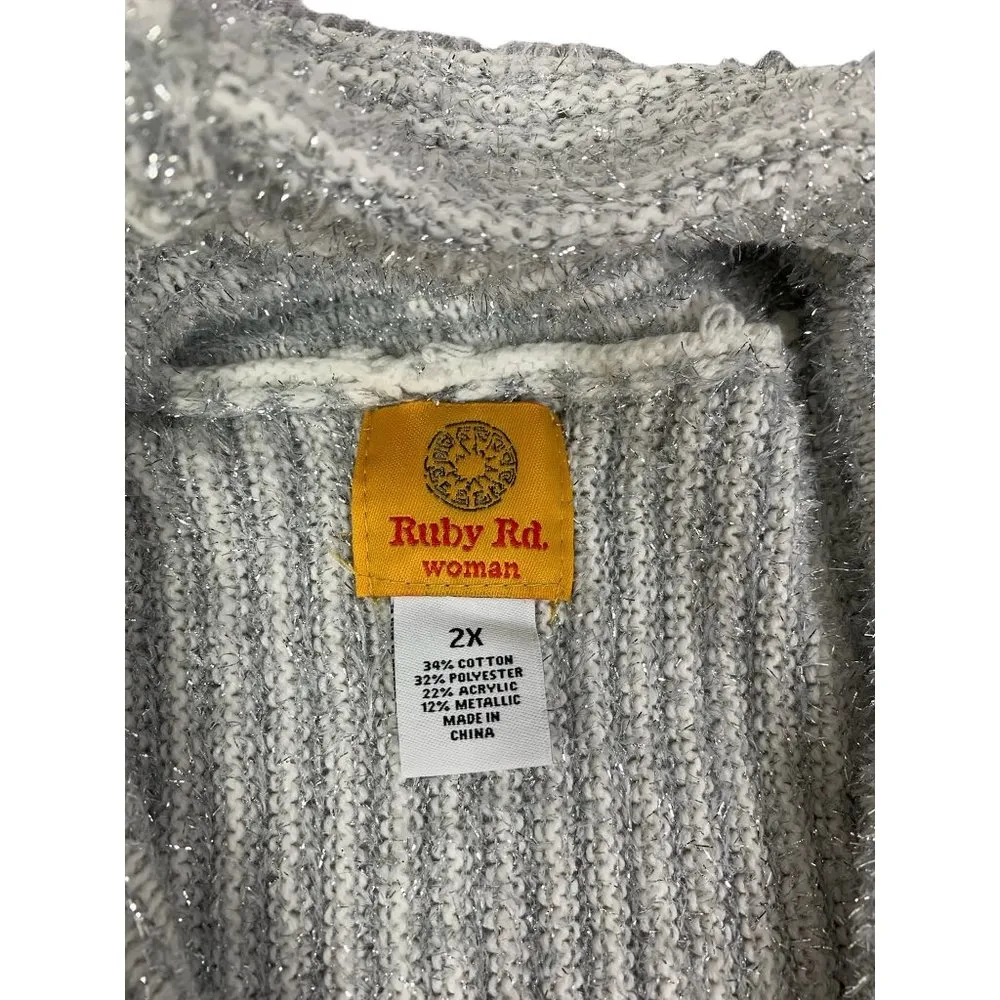 Ruby Rd.
woman
2X
34% COTTON
32% POLYESTER
22% ACRYLIC
12% METALLIC
MADE IN
CHINA